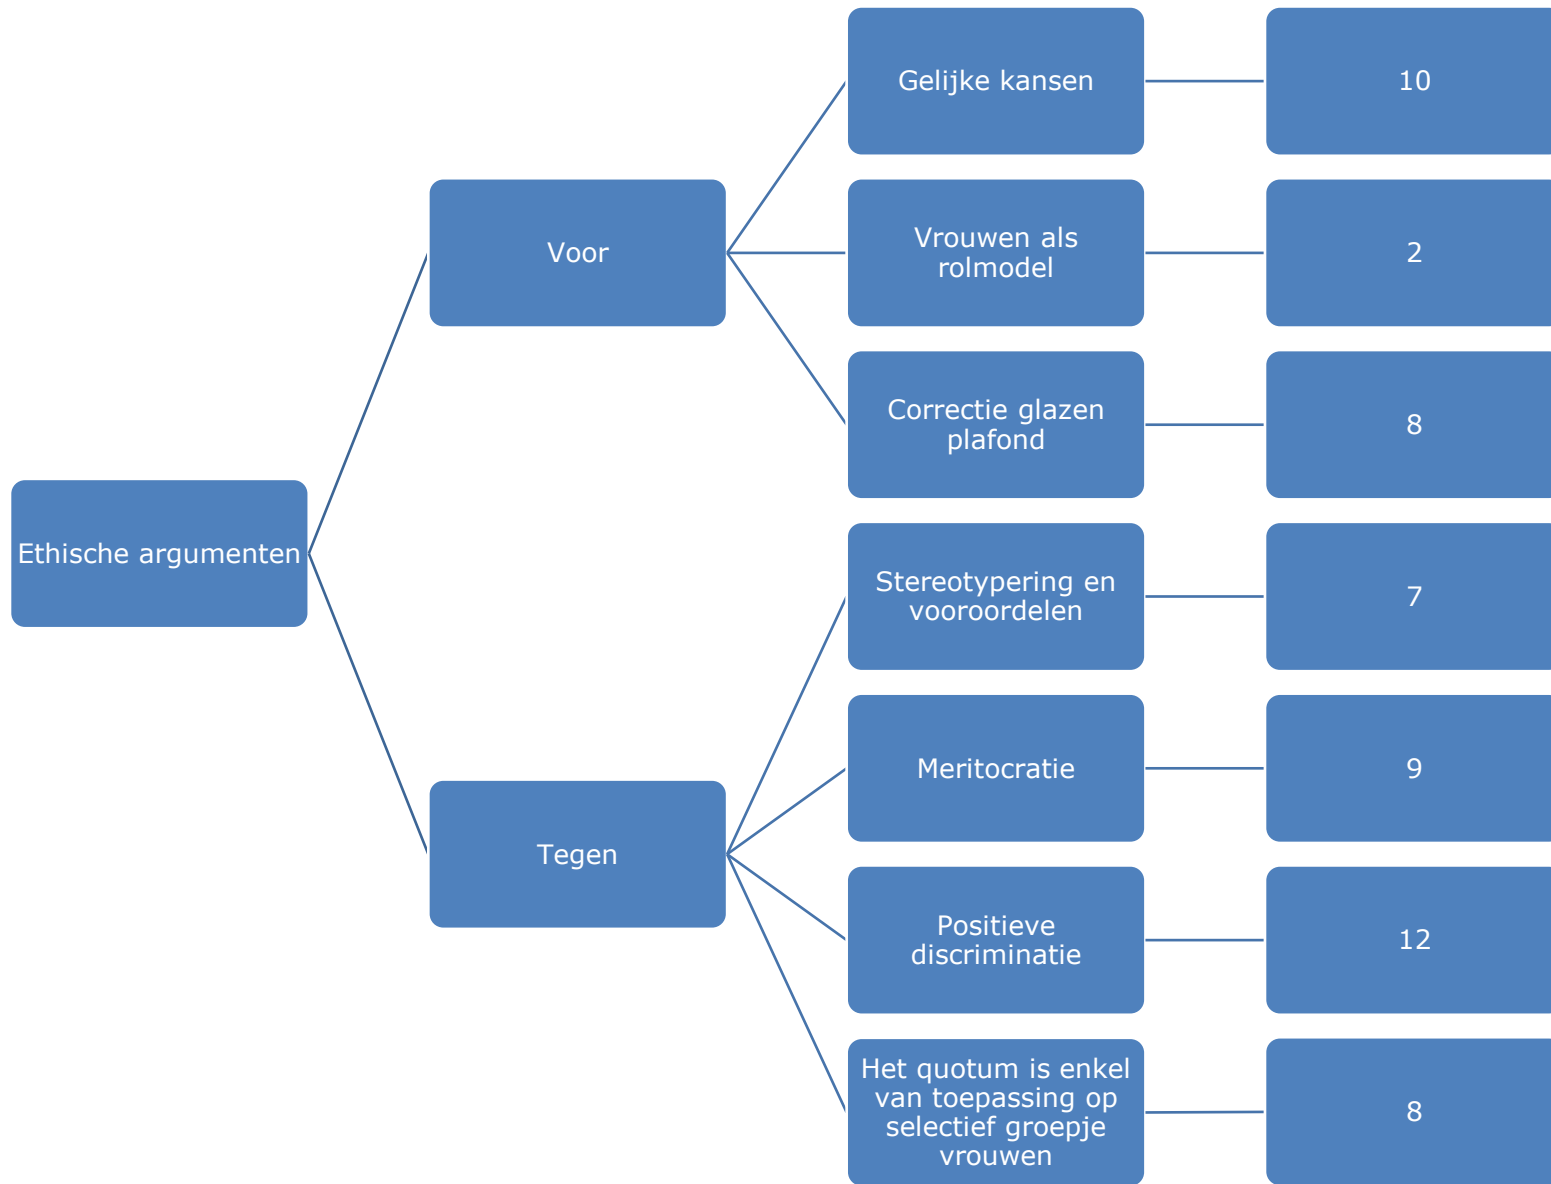 Ethische argumenten
Voor
Gelijke kansen
10
Vrouwen als
rolmodel
2
Correctie glazen
plafond
8
Tegen
Stereotypering en
vooroordelen
7
Meritocratie
9
Positieve
discriminatie
12
Het quotum is enkel
van toepassing op
selectief groepje
vrouwen
8